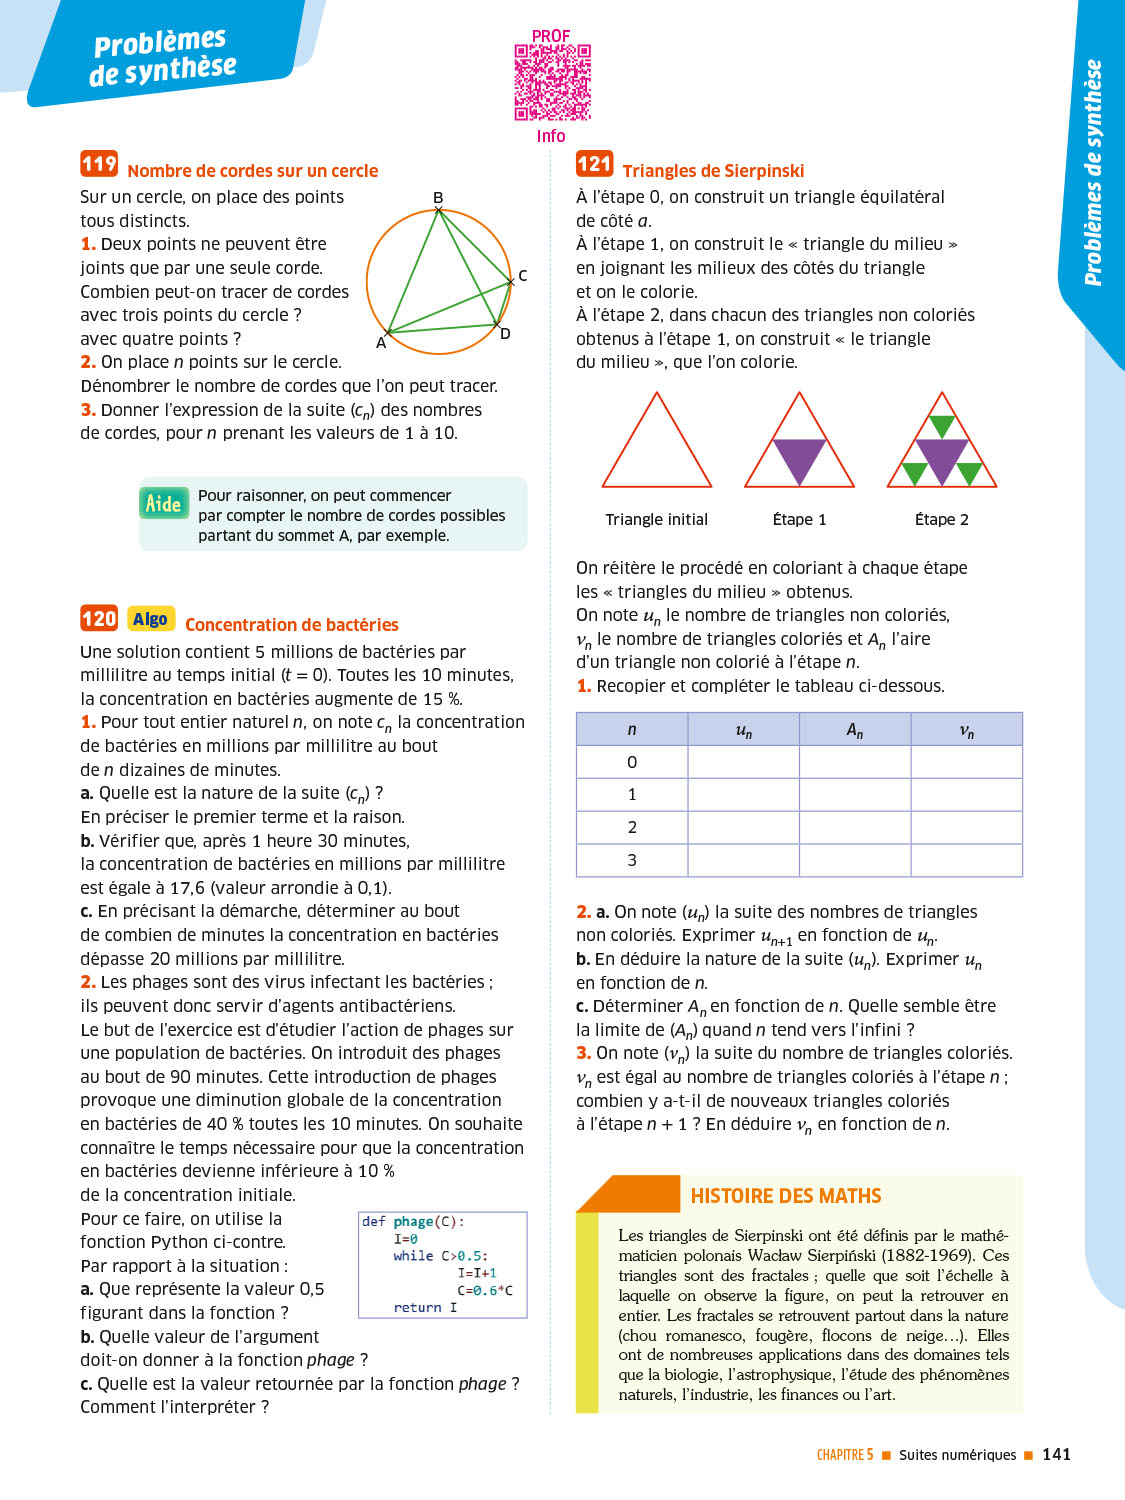 Problèmes
de synthèse
PROF
Info
Problèmes de synthèse
119 Nombre de cordes sur un cercle
Sur un cercle, on place des points
tous distincts.
1. Deux points ne peuvent être
joints que par une seule corde.
Combien peut-on tracer de cordes
avec trois points du cercle ?
avec quatre points ?
2. On place n points sur le cercle.
Dénombrer le nombre de cordes que l'on peut tracer.
3. Donner l'expression de la suite (cₙ) des nombres
de cordes, pour n prenant les valeurs de 1 à 10.
B
C
D
A
Aide
Pour raisonner, on peut commencer
par compter le nombre de cordes possibles
partant du sommet A, par exemple.
120 Algo Concentration de bactéries
Une solution contient 5 millions de bactéries par
millilitre au temps initial (t = 0). Toutes les 10 minutes,
la concentration en bactéries augmente de 15 %.
1. Pour tout entier naturel n, on note cₙ la concentration
de bactéries en millions par millilitre au bout
de n dizaines de minutes.
a. Quelle est la nature de la suite (cₙ) ?
En préciser le premier terme et la raison.
b. Vérifier que, après 1 heure 30 minutes,
la concentration de bactéries en millions par millilitre
est égale à 17,6 (valeur arrondie à 0,1).
c. En précisant la démarche, déterminer au bout
de combien de minutes la concentration en bactéries
dépasse 20 millions par millilitre.
2. Les phages sont des virus infectant les bactéries ;
ils peuvent donc servir d'agents antibactériens.
Le but de l'exercice est d'étudier l'action de phages sur
une population de bactéries. On introduit des phages
au bout de 90 minutes. Cette introduction de phages
provoque une diminution globale de la concentration
en bactéries de 40 % toutes les 10 minutes. On souhaite
connaître le temps nécessaire pour que la concentration
en bactéries devienne inférieure à 10 %
de la concentration initiale.
Pour ce faire, on utilise la
fonction Python ci-contre.
Par rapport à la situation :
a. Que représente la valeur 0,5
figurant dans la fonction ?
b. Quelle valeur de l'argument
doit-on donner à la fonction phage ?
c. Quelle est la valeur retournée par la fonction phage ?
Comment l'interpréter ?
def phage(C):
I=0
while C>0.5:
I=I+1
C=0.6*C
return I
121 Triangles de Sierpinski
À l'étape 0, on construit un triangle équilatéral
de côté a.
À l'étape 1, on construit le « triangle du milieu »
en joignant les milieux des côtés du triangle
et on le colorie.
À l'étape 2, dans chacun des triangles non coloriés
obtenus à l'étape 1, on construit « le triangle
du milieu », que l'on colorie.
Triangle initial Étape 1 Étape 2
On réitère le procédé en coloriant à chaque étape
les « triangles du milieu » obtenus.
On note uₙ le nombre de triangles non coloriés,
vₙ le nombre de triangles coloriés et Aₙ l'aire
d'un triangle non colorié à l'étape n.
1. Recopier et compléter le tableau ci-dessous.
n uₙ Aₙ vₙ
0
1
2
3
2. a. On note (uₙ) la suite des nombres de triangles
non coloriés. Exprimer uₙ₊₁ en fonction de uₙ.
b. En déduire la nature de la suite (uₙ). Exprimer uₙ
en fonction de n.
c. Déterminer Aₙ en fonction de n. Quelle semble être
la limite de (Aₙ) quand n tend vers l'infini ?
3. On note (vₙ) la suite du nombre de triangles coloriés.
vₙ est égal au nombre de triangles coloriés à l'étape n ;
combien y a-t-il de nouveaux triangles coloriés
à l'étape n + 1 ? En déduire vₙ en fonction de n.
HISTOIRE DES MATHS
Les triangles de Sierpinski ont été définis par le mathé-
maticien polonais Wacław Sierpiński (1882-1969). Ces
triangles sont des fractales ; quelle que soit l'échelle à
laquelle on observe la figure, on peut la retrouver en
entier. Les fractales se retrouvent partout dans la nature
(chou romanesco, fougère, flocons de neige…). Elles
ont de nombreuses applications dans des domaines tels
que la biologie, l'astrophysique, l'étude des phénomènes
naturels, l'industrie, les finances ou l'art.
CHAPITRE 5 ■ Suites numériques ■ 141